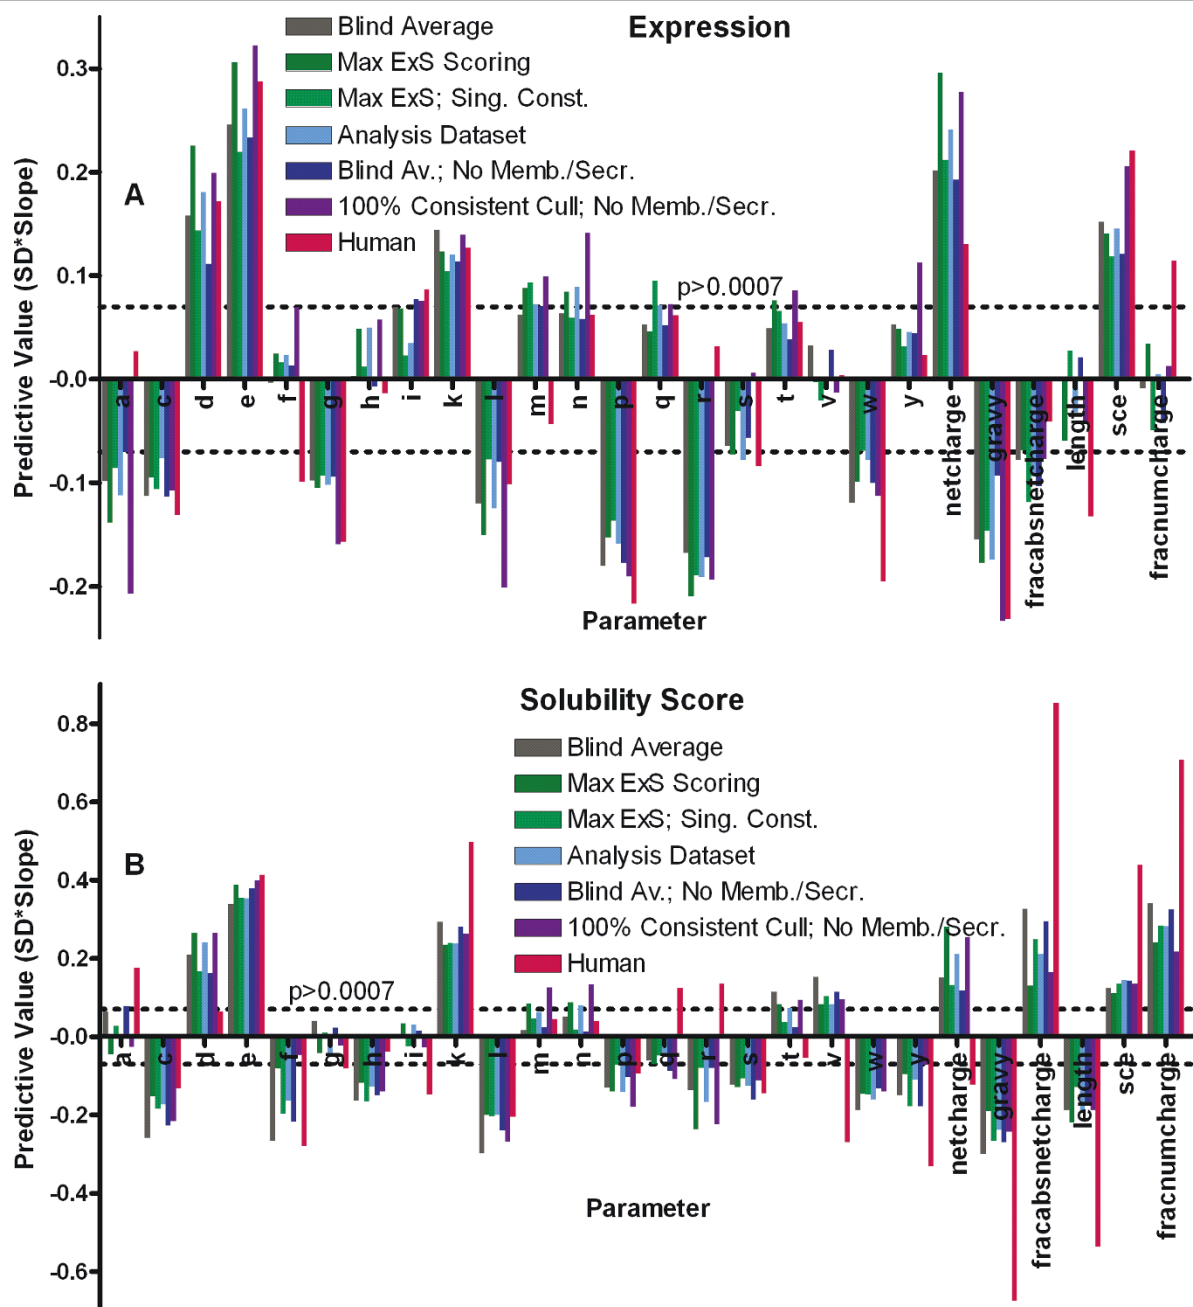 Expression
Blind Average
Max ExS Scoring
Max ExS; Sing. Const.
Analysis Dataset
Blind Av.; No Memb./Secr.
100% Consistent Cull; No Memb./Secr.
Human
A
Predictive Value (SD*Slope)
0.3
0.2
0.1
-0.0
-0.1
-0.2
p>0.0007
a c d e f g h i k l m n p q r s t v w y netcharge gravy fracabsnetcharge length sce fracnumcharge
Parameter
Solubility Score
Blind Average
Max ExS Scoring
Max ExS; Sing. Const.
Analysis Dataset
Blind Av.; No Memb./Secr.
100% Consistent Cull; No Memb./Secr.
Human
B
Predictive Value (SD*Slope)
0.8
0.6
0.4
0.2
-0.0
-0.2
-0.4
-0.6
p>0.0007
a c d e f g h i k l m n p q r s t v w y netcharge gravy fracabsnetcharge length sce fracnumcharge
Parameter